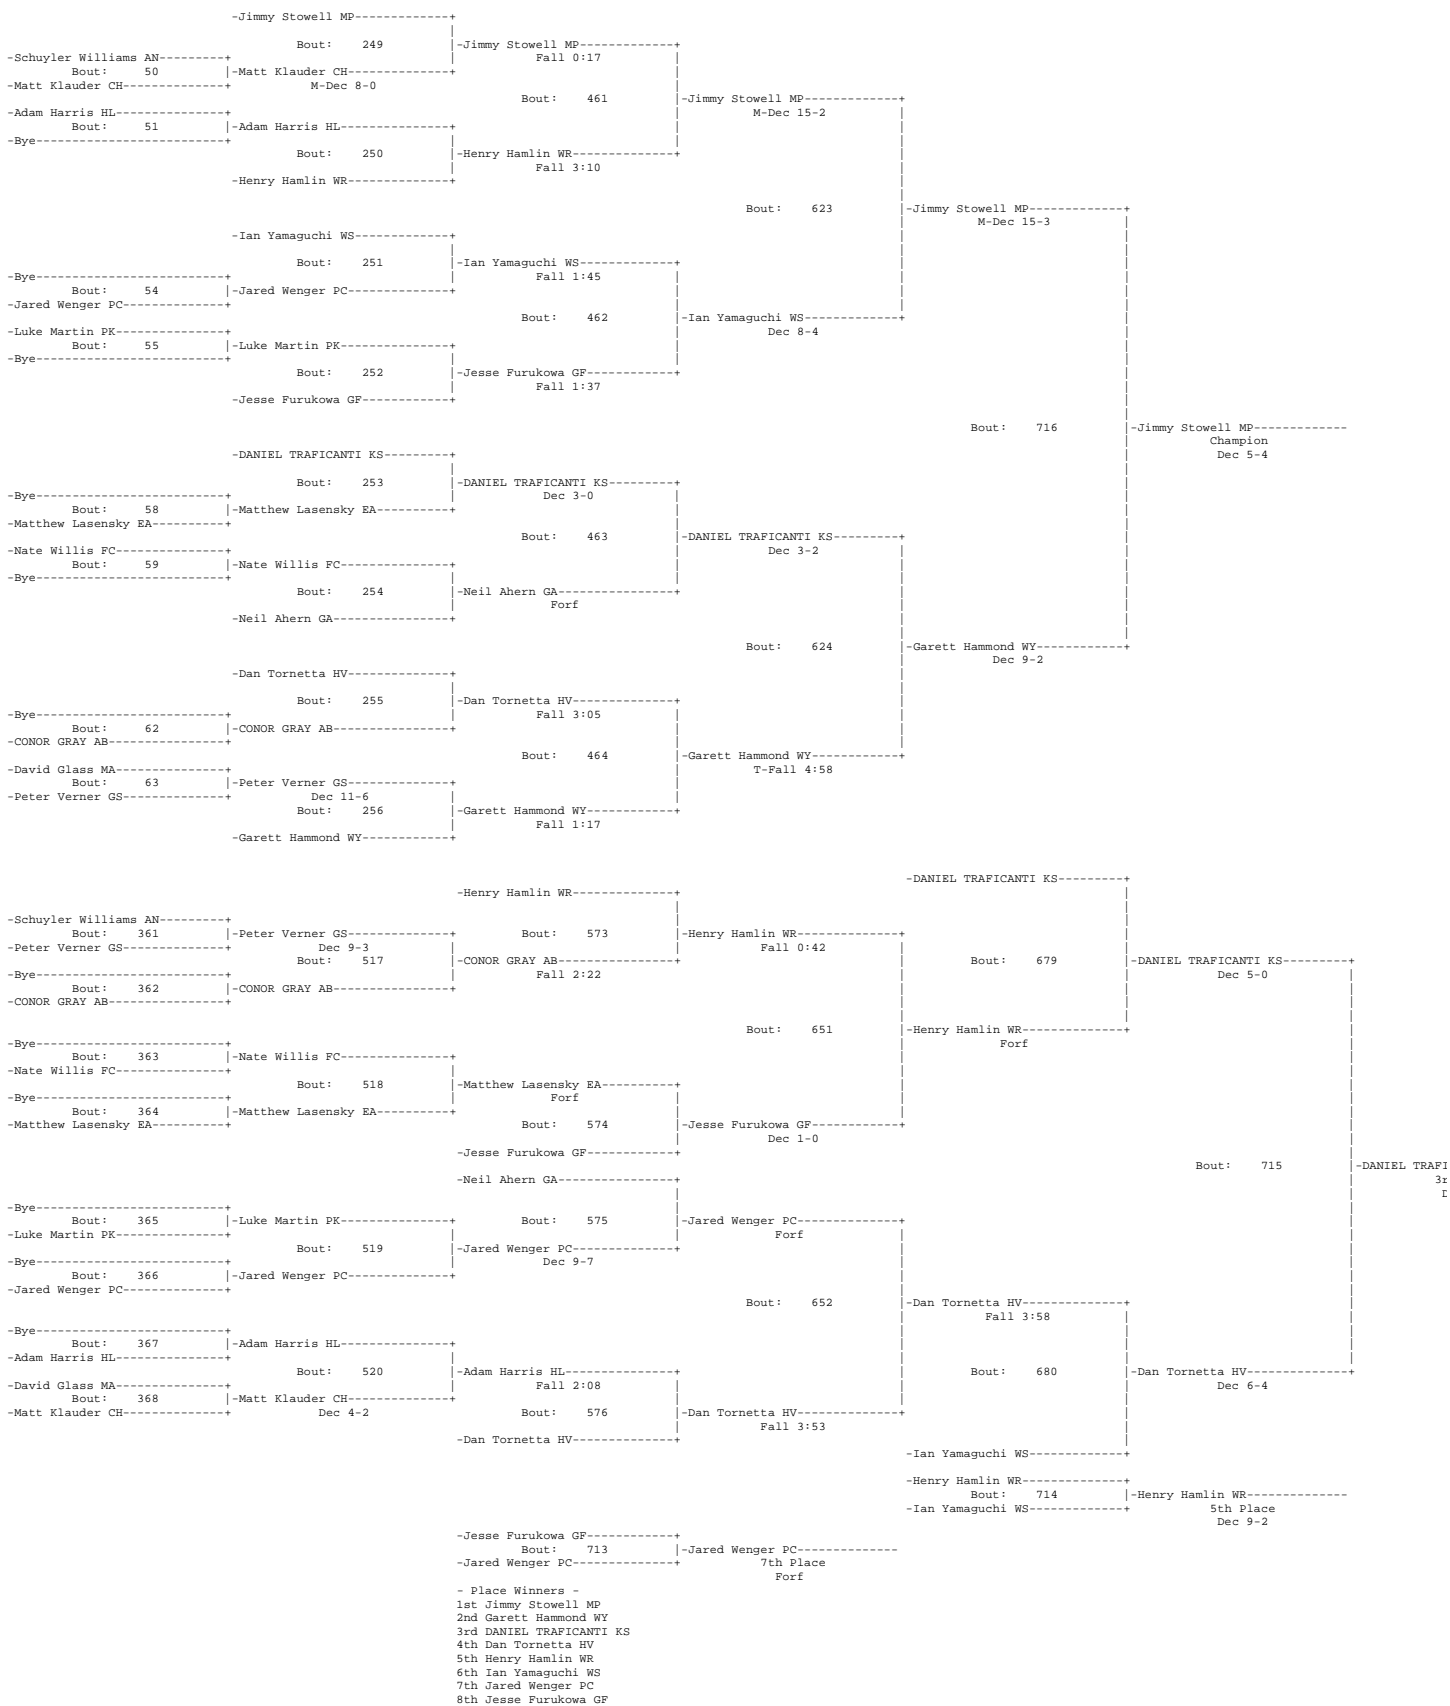 -Jimmy Stowell MP-------------+
Bout: 249 |-Jimmy Stowell MP-------------+
-Schuyler Williams AN---------+ Fall 0:17
Bout: 50 |-Matt Klauder CH--------------+
-Matt Klauder CH--------------+ M-Dec 8-0
Bout: 461 |-Jimmy Stowell MP-------------+
-Adam Harris HL---------------+ M-Dec 15-2
Bout: 51 |-Adam Harris HL---------------+
-Bye--------------------------+
Bout: 250 |-Henry Hamlin WR--------------+
Fall 3:10
-Henry Hamlin WR--------------+
Bout: 623 |-Jimmy Stowell MP-------------+
M-Dec 15-3
-Ian Yamaguchi WS-------------+
Bout: 251 |-Ian Yamaguchi WS-------------+
-Bye--------------------------+ Fall 1:45
Bout: 54 |-Jared Wenger PC--------------+
-Jared Wenger PC--------------+
Bout: 462 |-Ian Yamaguchi WS-------------+
-Luke Martin PK---------------+ Dec 8-4
Bout: 55 |-Luke Martin PK---------------+
-Bye--------------------------+
Bout: 252 |-Jesse Furukowa GF------------+
Fall 1:37
-Jesse Furukowa GF------------+
Bout: 716 |-Jimmy Stowell MP-------------
Champion
-DANIEL TRAFICANTI KS---------+ Dec 5-4
Bout: 253 |-DANIEL TRAFICANTI KS---------+
-Bye--------------------------+ Dec 3-0
Bout: 58 |-Matthew Lasensky EA----------+
-Matthew Lasensky EA----------+
Bout: 463 |-DANIEL TRAFICANTI KS---------+
-Nate Willis FC---------------+ Dec 3-2
Bout: 59 |-Nate Willis FC---------------+
-Bye--------------------------+
Bout: 254 |-Neil Ahern GA----------------+
Forf
-Neil Ahern GA----------------+
Bout: 624 |-Garett Hammond WY------------+
Dec 9-2
-Dan Tornetta HV--------------+
Bout: 255 |-Dan Tornetta HV--------------+
-Bye--------------------------+ Fall 3:05
Bout: 62 |-CONOR GRAY AB----------------+
-CONOR GRAY AB----------------+
Bout: 464 |-Garett Hammond WY------------+
-David Glass MA---------------+ T-Fall 4:58
Bout: 63 |-Peter Verner GS--------------+
-Peter Verner GS--------------+ Dec 11-6
Bout: 256 |-Garett Hammond WY------------+
Fall 1:17
-Garett Hammond WY------------+
-DANIEL TRAFICANTI KS---------+
-Henry Hamlin WR--------------+
-Schuyler Williams AN---------+
Bout: 361 |-Peter Verner GS--------------+ Bout: 573 |-Henry Hamlin WR--------------+
-Peter Verner GS--------------+ Dec 9-3 Fall 0:42
Bout: 517 |-CONOR GRAY AB----------------+ Bout: 679 |-DANIEL TRAFICANTI KS---------+
-Bye--------------------------+ Fall 2:22 Dec 5-0
Bout: 362 |-CONOR GRAY AB----------------+
-CONOR GRAY AB----------------+
Bout: 651 |-Henry Hamlin WR--------------+
-Bye--------------------------+ Forf
Bout: 363 |-Nate Willis FC---------------+
-Nate Willis FC---------------+
Bout: 518 |-Matthew Lasensky EA----------+
-Bye--------------------------+ Forf
Bout: 364 |-Matthew Lasensky EA----------+
-Matthew Lasensky EA----------+ Bout: 574 |-Jesse Furukowa GF------------+
Dec 1-0
-Jesse Furukowa GF------------+
Bout: 715 |-DANIEL TRAF
-Neil Ahern GA----------------+
-Bye--------------------------+
Bout: 365 |-Luke Martin PK---------------+ Bout: 575 |-Jared Wenger PC--------------+
-Luke Martin PK---------------+ Forf
Bout: 519 |-Jared Wenger PC--------------+
-Bye--------------------------+ Dec 9-7
Bout: 366 |-Jared Wenger PC--------------+
-Jared Wenger PC--------------+
Bout: 652 |-Dan Tornetta HV--------------+
Fall 3:58
-Bye--------------------------+
Bout: 367 |-Adam Harris HL---------------+
-Adam Harris HL---------------+
Bout: 520 |-Adam Harris HL---------------+ Bout: 680 |-Dan Tornetta HV--------------+
-David Glass MA---------------+ Fall 2:08 Dec 6-4
Bout: 368 |-Matt Klauder CH--------------+
-Matt Klauder CH--------------+ Dec 4-2 Bout: 576 |-Dan Tornetta HV--------------+
Fall 3:53
-Dan Tornetta HV--------------+
-Ian Yamaguchi WS-------------+
-Henry Hamlin WR--------------+
Bout: 714 |-Henry Hamlin WR--------------
-Ian Yamaguchi WS-------------+ 5th Place
Dec 9-2
-Jesse Furukowa GF------------+
Bout: 713 |-Jared Wenger PC--------------
-Jared Wenger PC--------------+ 7th Place
Forf
- Place Winners -
1st Jimmy Stowell MP
2nd Garett Hammond WY
3rd DANIEL TRAFICANTI KS
4th Dan Tornetta HV
5th Henry Hamlin WR
6th Ian Yamaguchi WS
7th Jared Wenger PC
8th Jesse Furukowa GF